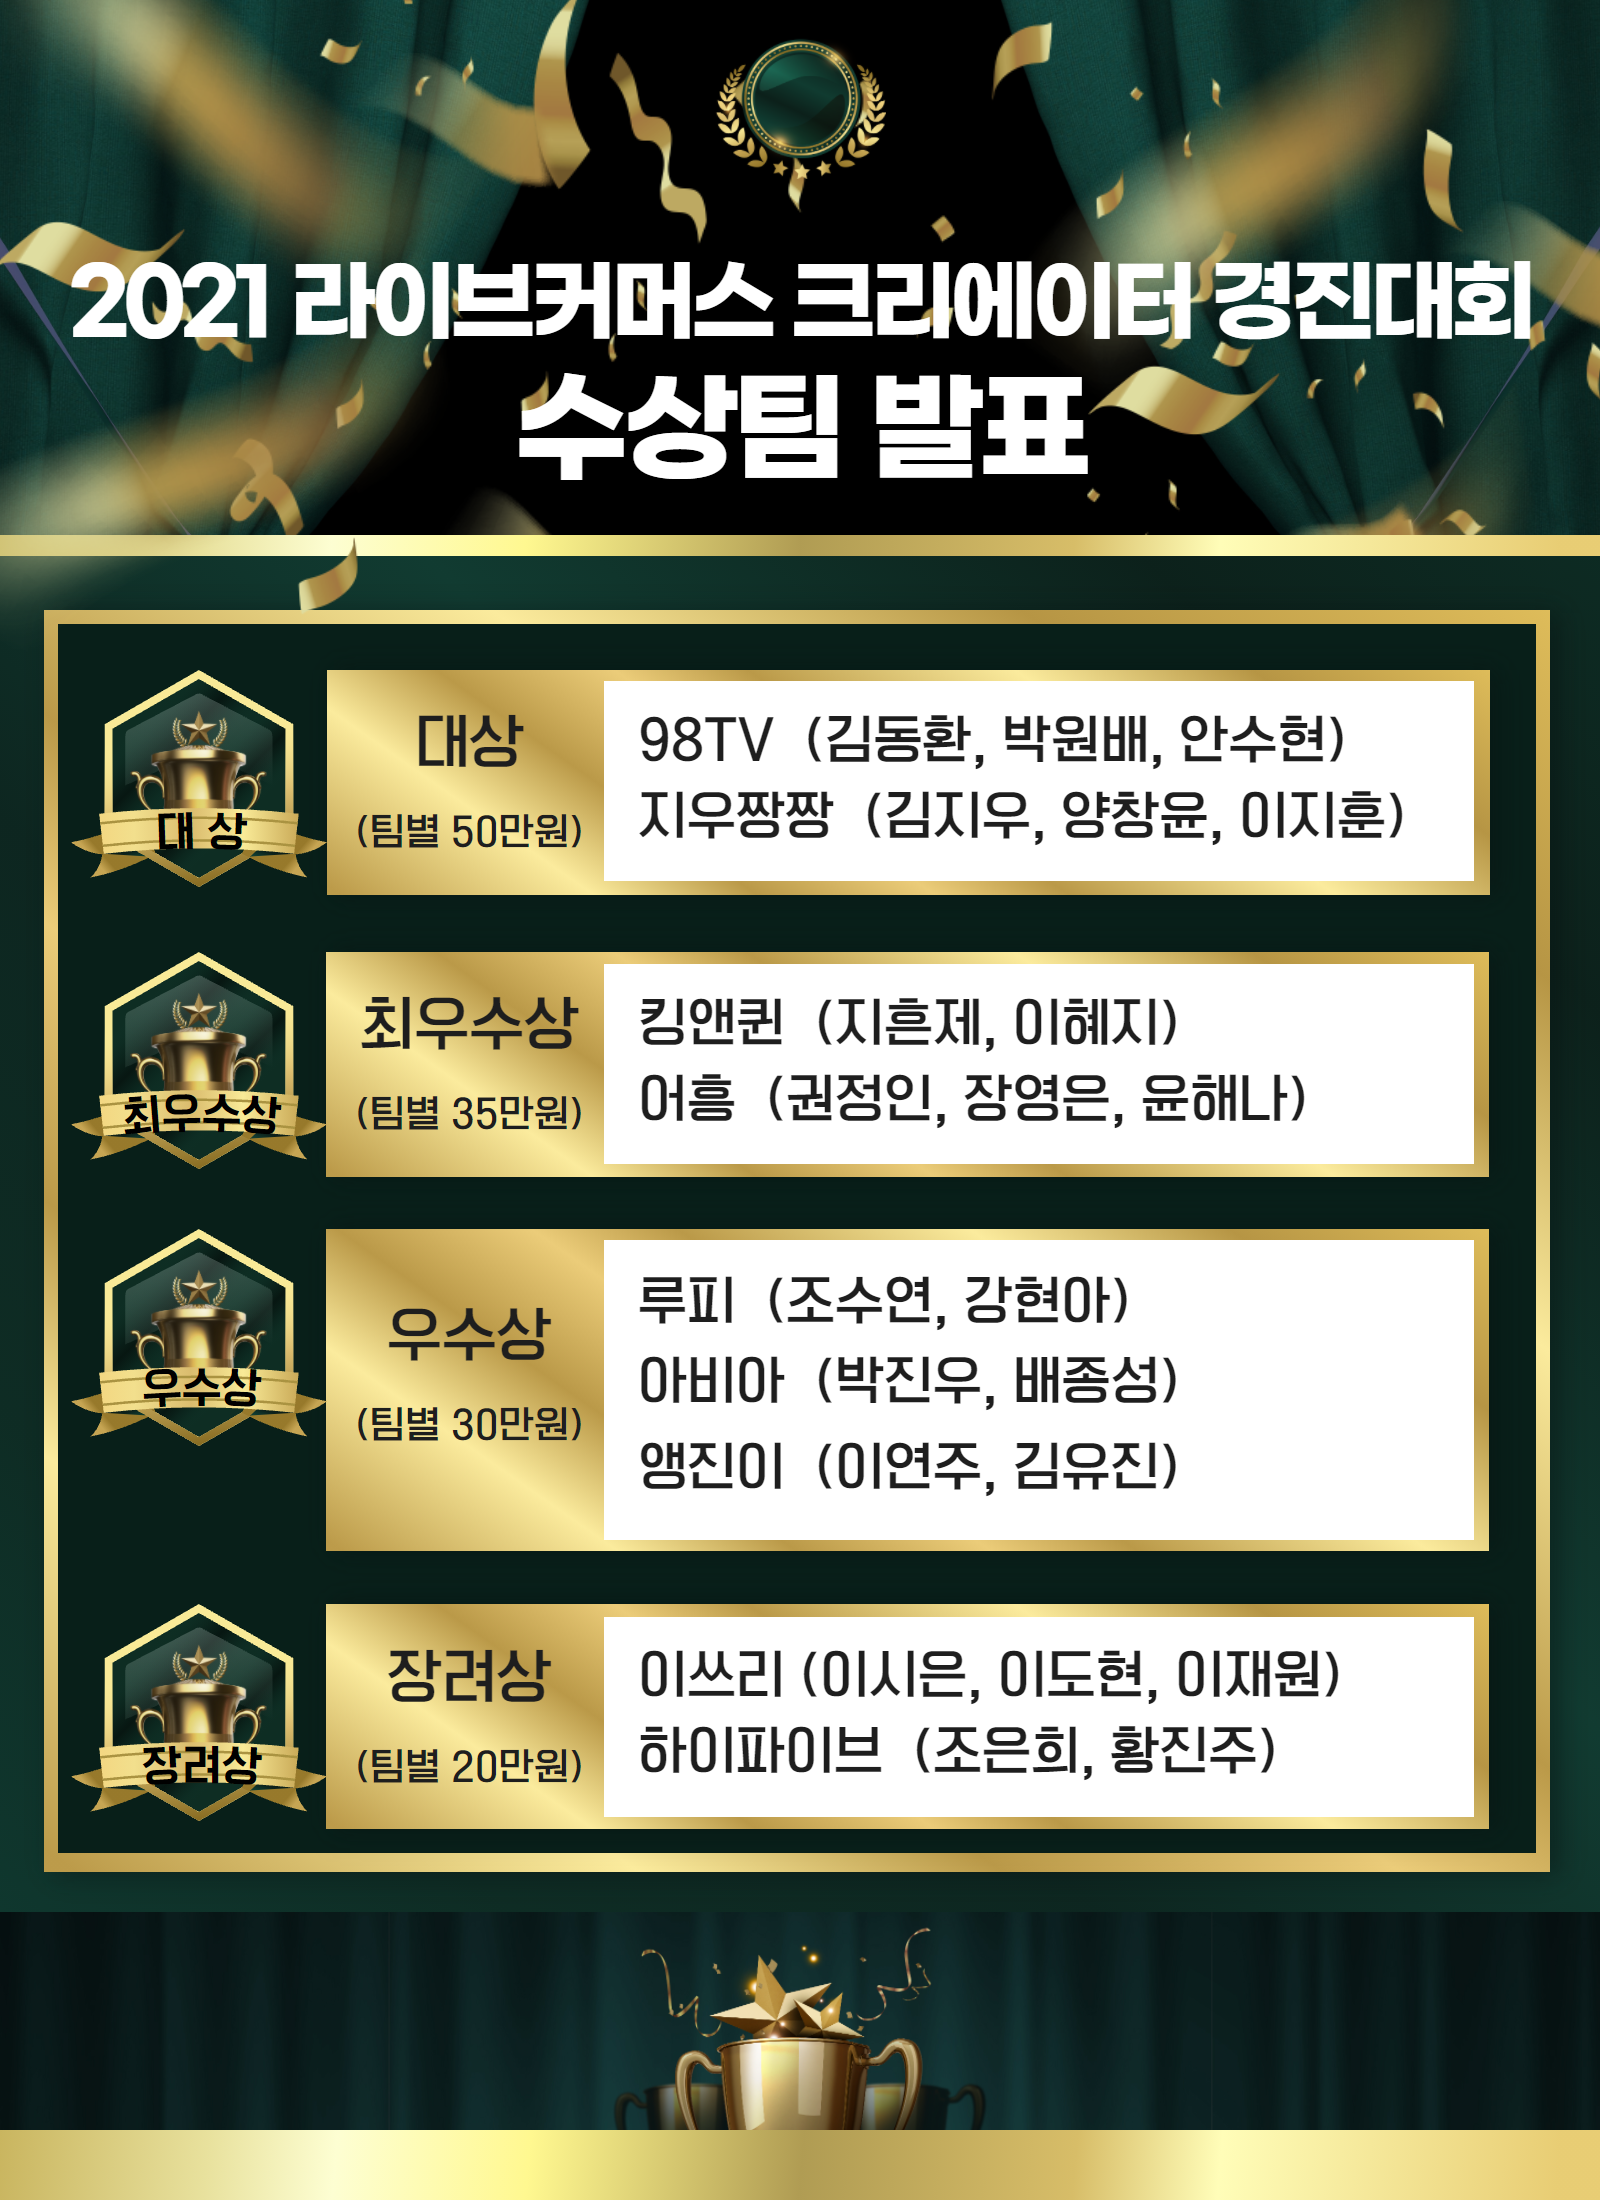 2021 라이브커머스 크리에이터 경진대회
수상팀 발표
대 상
대상
(팀별 50만원)
98TV (김동환, 박원배, 안수현)
지우짱짱 (김지우, 양창윤, 이지훈)
최우수상
최우수상
(팀별 35만원)
킹앤퀸 (지흔제, 이혜지)
어흥 (권정인, 장영은, 윤해나)
우수상
우수상
(팀별 30만원)
루피 (조수연, 강현아)
아비아 (박진우, 배종성)
앵진이 (이연주, 김유진)
장려상
장려상
(팀별 20만원)
이쓰리 (이시은, 이도현, 이재원)
하이파이브 (조은희, 황진주)